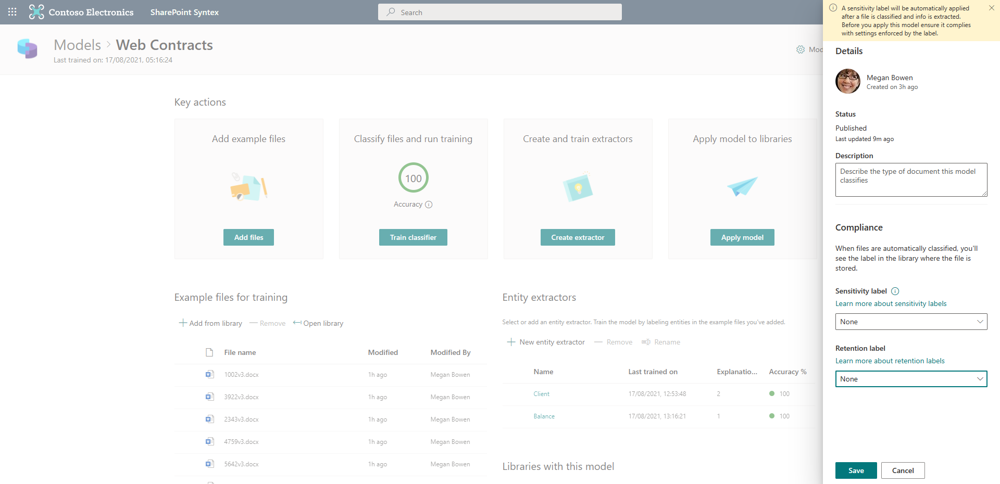 Contoso Electronics
SharePoint Syntex
Search
Models > Web Contracts
Last trained on: 17/08/2021, 05:16:24
Key actions
Add example files
Add files
Classify files and run training
100
Accuracy
Train classifier
Create and train extractors
Create extractor
Apply model to libraries
Apply model
Example files for training
Add from library
Remove
Open library
File name Modified Modified By
1002v3.docx 1h ago Megan Bowen
3922v3.docx 1h ago Megan Bowen
2343v3.docx 1h ago Megan Bowen
4759v3.docx 1h ago Megan Bowen
5642v3.docx 1h ago Megan Bowen
Entity extractors
Select or add an entity extractor. Train the model by labeling entities in the example files you've added.
New entity extractor
Remove
Rename
Name Last trained on Explanatio... Accuracy %
Client 17/08/2021, 12:53:48 2 100
Balance 17/08/2021, 13:16:21 1 100
Libraries with this model
A sensitivity label will be automatically applied
after a file is classified and info is extracted.
Before you apply this model ensure it complies
with settings enforced by the label.
Details
Megan Bowen
Created on 3h ago
Status
Published
Last updated 9m ago
Description
Describe the type of document this model
classifies
Compliance
When files are automatically classified, you'll
see the label in the library where the file is
stored.
Sensitivity label
Learn more about sensitivity labels
None
Retention label
Learn more about retention labels
None
Save
Cancel